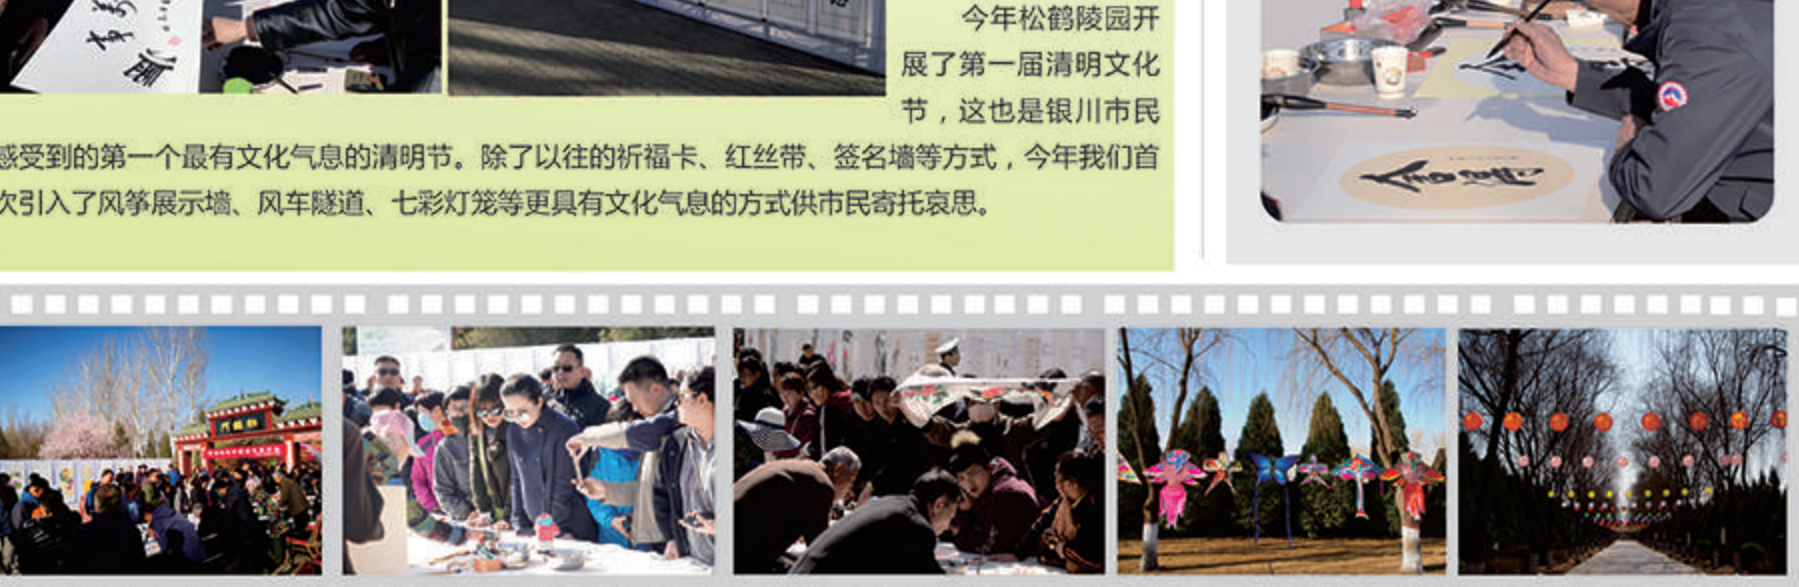 今年松鹤陵园开
展了第一届清明文化
节，这也是银川市民
感受到的第一个最有文化气息的清明节。除了以往的祈福卡、红丝带、签名墙等方式，今年我们首
次引入了风筝展示墙、风车隧道、七彩灯笼等更具有文化气息的方式供市民寄托哀思。